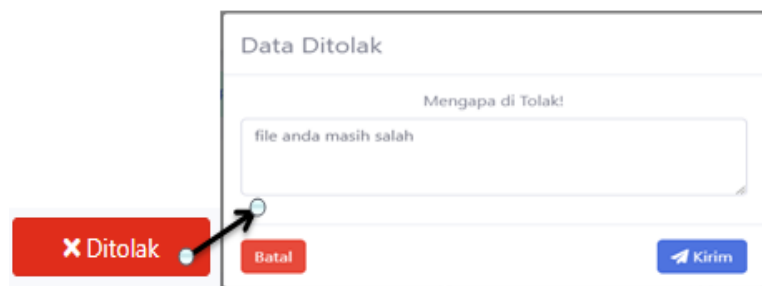 Data Ditolak
Mengapa di Tolak!
file anda masih salah
Ditolak
Batal
Kirim